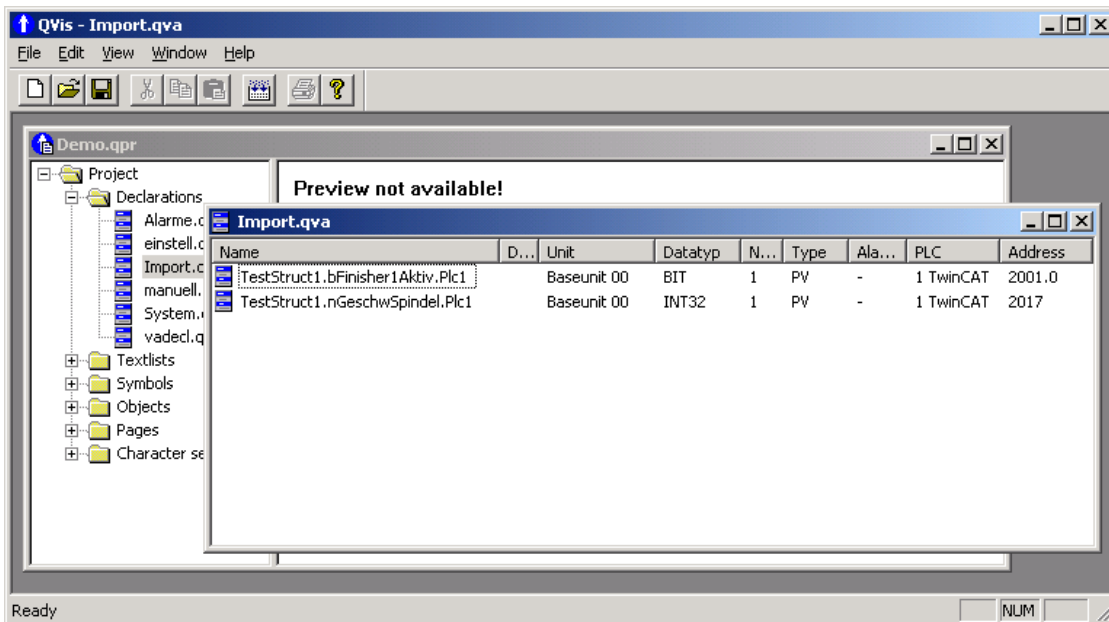 QVis - Import.qva
File Edit View Window Help
Demo.qpr
Project
Declarations
Alarme.
einstell.
Import.
manuell.
System.
vadecl.q
Textlists
Symbols
Objects
Pages
Character se
Preview not available!
Import.qva
Name D... Unit Datatyp N... Type Ala... PLC Address
TestStruct1.bFinisher1Aktiv.Plc1 Baseunit 00 BIT 1 PV - 1 TwinCAT 2001.0
TestStruct1.nGeschwSpindel.Plc1 Baseunit 00 INT32 1 PV - 1 TwinCAT 2017
Ready NUM